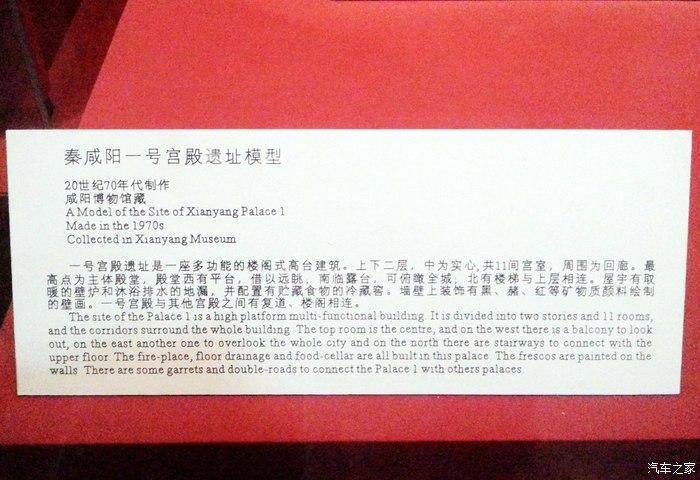 秦咸阳一号宫殿遗址模型
20世纪70年代制作
咸阳博物馆藏
A Model of the Site of Xianyang Palace 1
Made in the 1970s
Collected in Xianyang Museum
一号宫殿遗址是一座多功能的楼阁式高台建筑。上下二层，中为实心,共11间宫室，周围为回廊。最
高点为主体殿堂，殿堂西有平台，借以远眺，南临露台，可俯瞰全城，北有楼梯与上层相连。屋宇有取
暖的壁炉和沐浴排水的地漏，并配置有贮藏食物的冷藏窖。墙壁上装饰有黑、赭、红等矿物质颜料绘制
的壁画。一号宫殿与其他宫殿之间有复道、楼阁相连。
The site of the Palace 1 is a high platform multi-functional building. It is divided into two stories and 11 rooms,
and the corridors surround the whole building. The top room is the centre, and on the west there is a balcony to look
out, on the east another one to overlook the whole city and on the north there are stairways to connect with the
upper floor. The fire-place, floor drainage and food-cellar are all built in this palace. The frescos are painted on the
walls. There are some garrets and double-roads to connect the Palace 1 with others palaces.
汽车之家